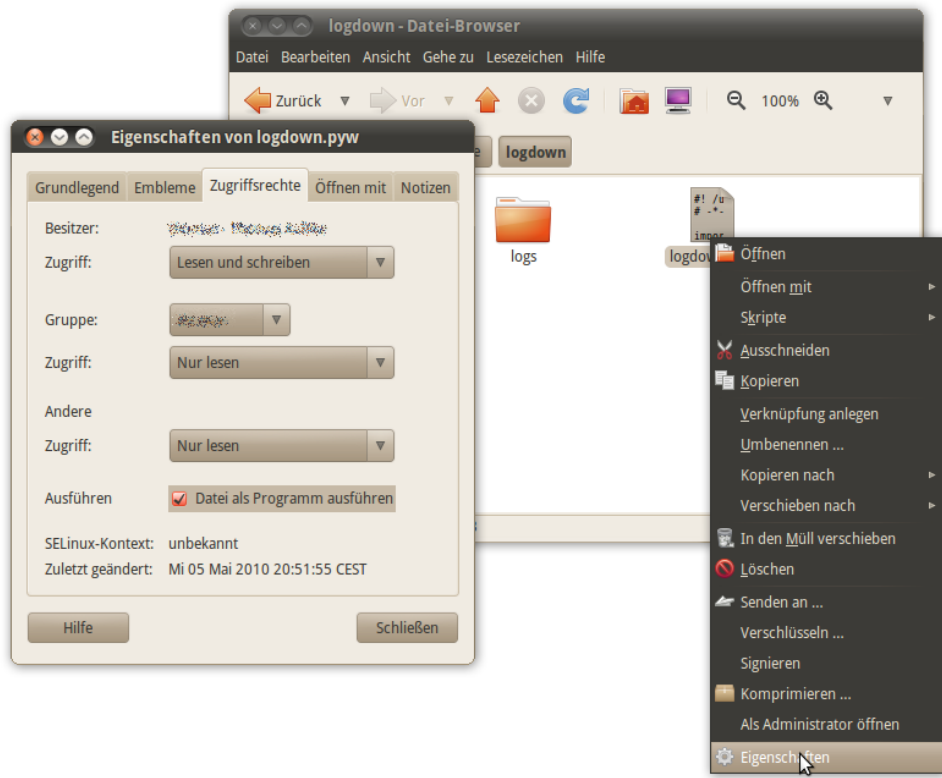 logdown - Datei-Browser
Datei Bearbeiten Ansicht Gehe zu Lesezeichen Hilfe
Zurück Vor 100%
logdown
logs
#! /u
# -*-
impor
Eigenschaften von logdown.pyw
Grundlegend Embleme Zugriffsrechte Öffnen mit Notizen
Besitzer:
Zugriff: Lesen und schreiben
Gruppe:
Zugriff: Nur lesen
Andere
Zugriff: Nur lesen
Ausführen Datei als Programm ausführen
SELinux-Kontext: unbekannt
Zuletzt geändert: Mi 05 Mai 2010 20:51:55 CEST
Hilfe Schließen
Öffnen
Öffnen mit
Skripte
Ausschneiden
Kopieren
Verknüpfung anlegen
Umbenennen ...
Kopieren nach
Verschieben nach
In den Müll verschieben
Löschen
Senden an ...
Verschlüsseln ...
Signieren
Komprimieren ...
Als Administrator öffnen
Eigenschaften